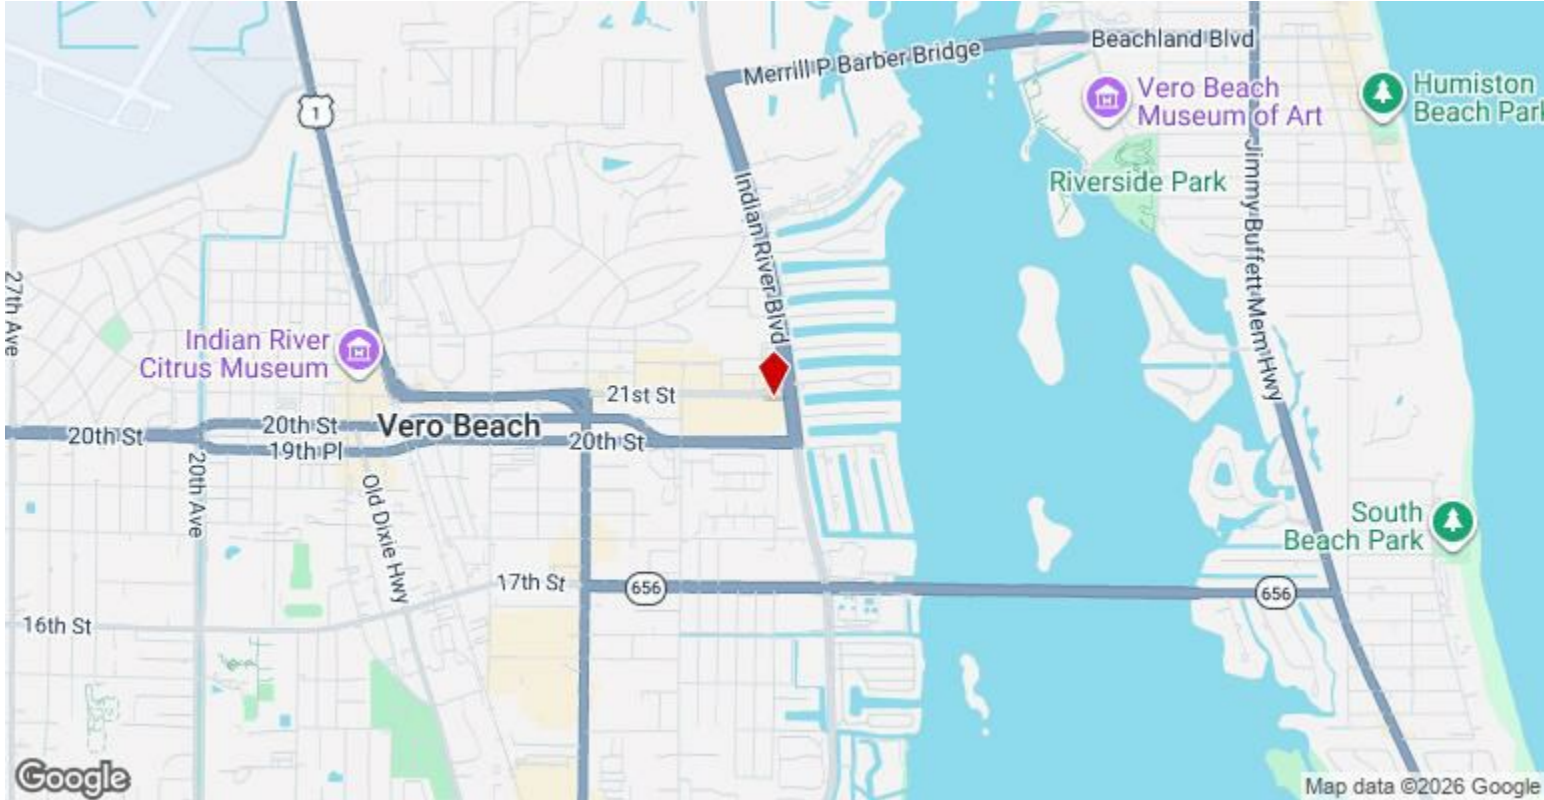 Beachland Blvd
Merrill P Barber Bridge
Vero Beach
Museum of Art
Humiston
Beach Park
1
Riverside Park
Jimmy Buffett Mem Hwy
Indian River Blvd
27th Ave
Indian River
Citrus Museum
21st St
20th St
Vero Beach
20th St
19th Pl
20th St
20th Ave
Old Dixie Hwy
South
Beach Park
17th St
656
656
16th St
Google
Map data ©2026 Google